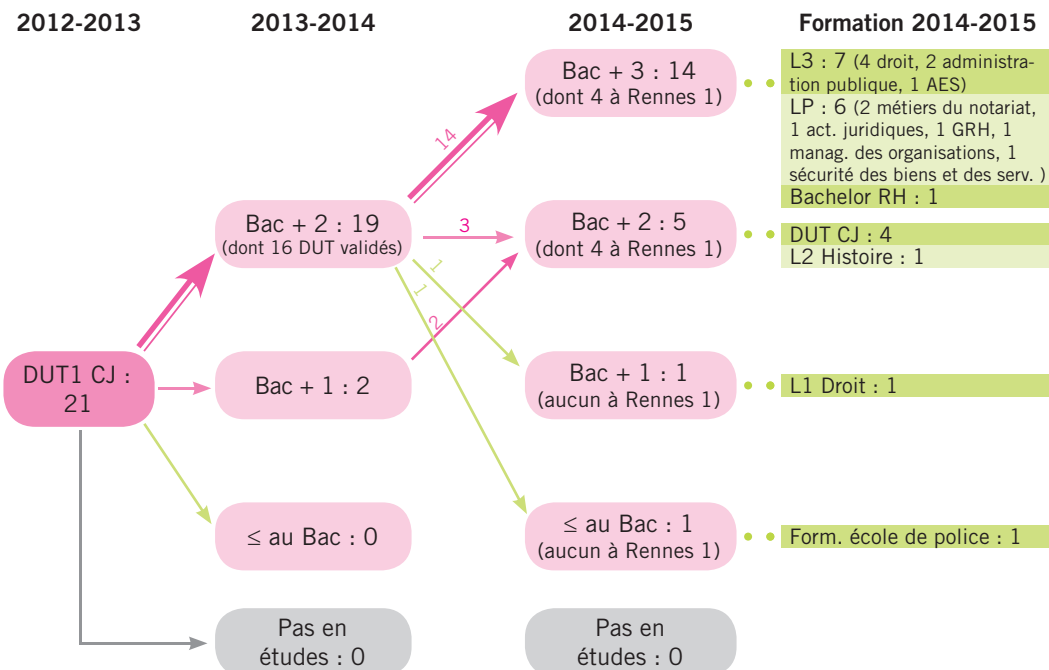 2012-2013
2013-2014
2014-2015
Formation 2014-2015
DUT1 CJ :
21
Bac + 2 : 19
(dont 16 DUT validés)
Bac + 1 : 2
≤ au Bac : 0
Pas en
études : 0
14
3
1
1
2
Bac + 3 : 14
(dont 4 à Rennes 1)
Bac + 2 : 5
(dont 4 à Rennes 1)
Bac + 1 : 1
(aucun à Rennes 1)
≤ au Bac : 1
(aucun à Rennes 1)
Pas en
études : 0
L3 : 7 (4 droit, 2 administra-
tion publique, 1 AES)
LP : 6 (2 métiers du notariat,
1 act. juridiques, 1 GRH, 1
manag. des organisations, 1
sécurité des biens et des serv. )
Bachelor RH : 1
DUT CJ : 4
L2 Histoire : 1
L1 Droit : 1
Form. école de police : 1